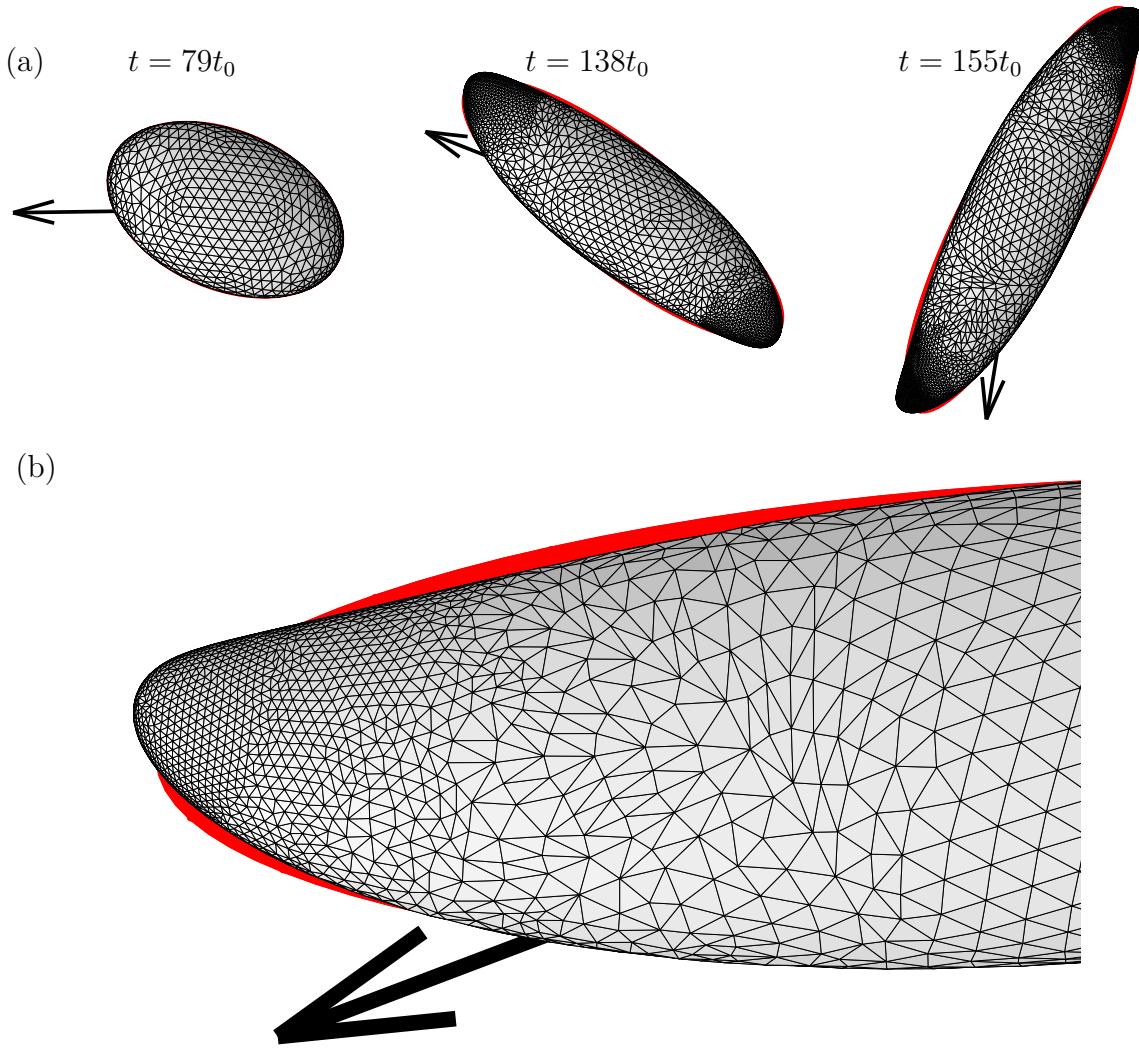 (a) t = 79t₀ t = 138t₀ t = 155t₀
(b)